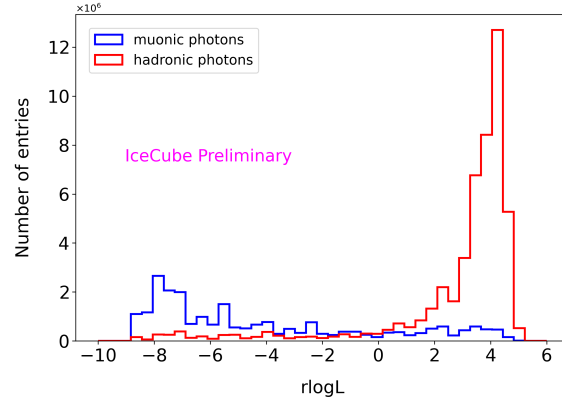 ×10⁶
muonic photons
hadronic photons
IceCube Preliminary
Number of entries
12
10
8
6
4
2
0
−10 −8 −6 −4 −2 0 2 4 6
rlogL